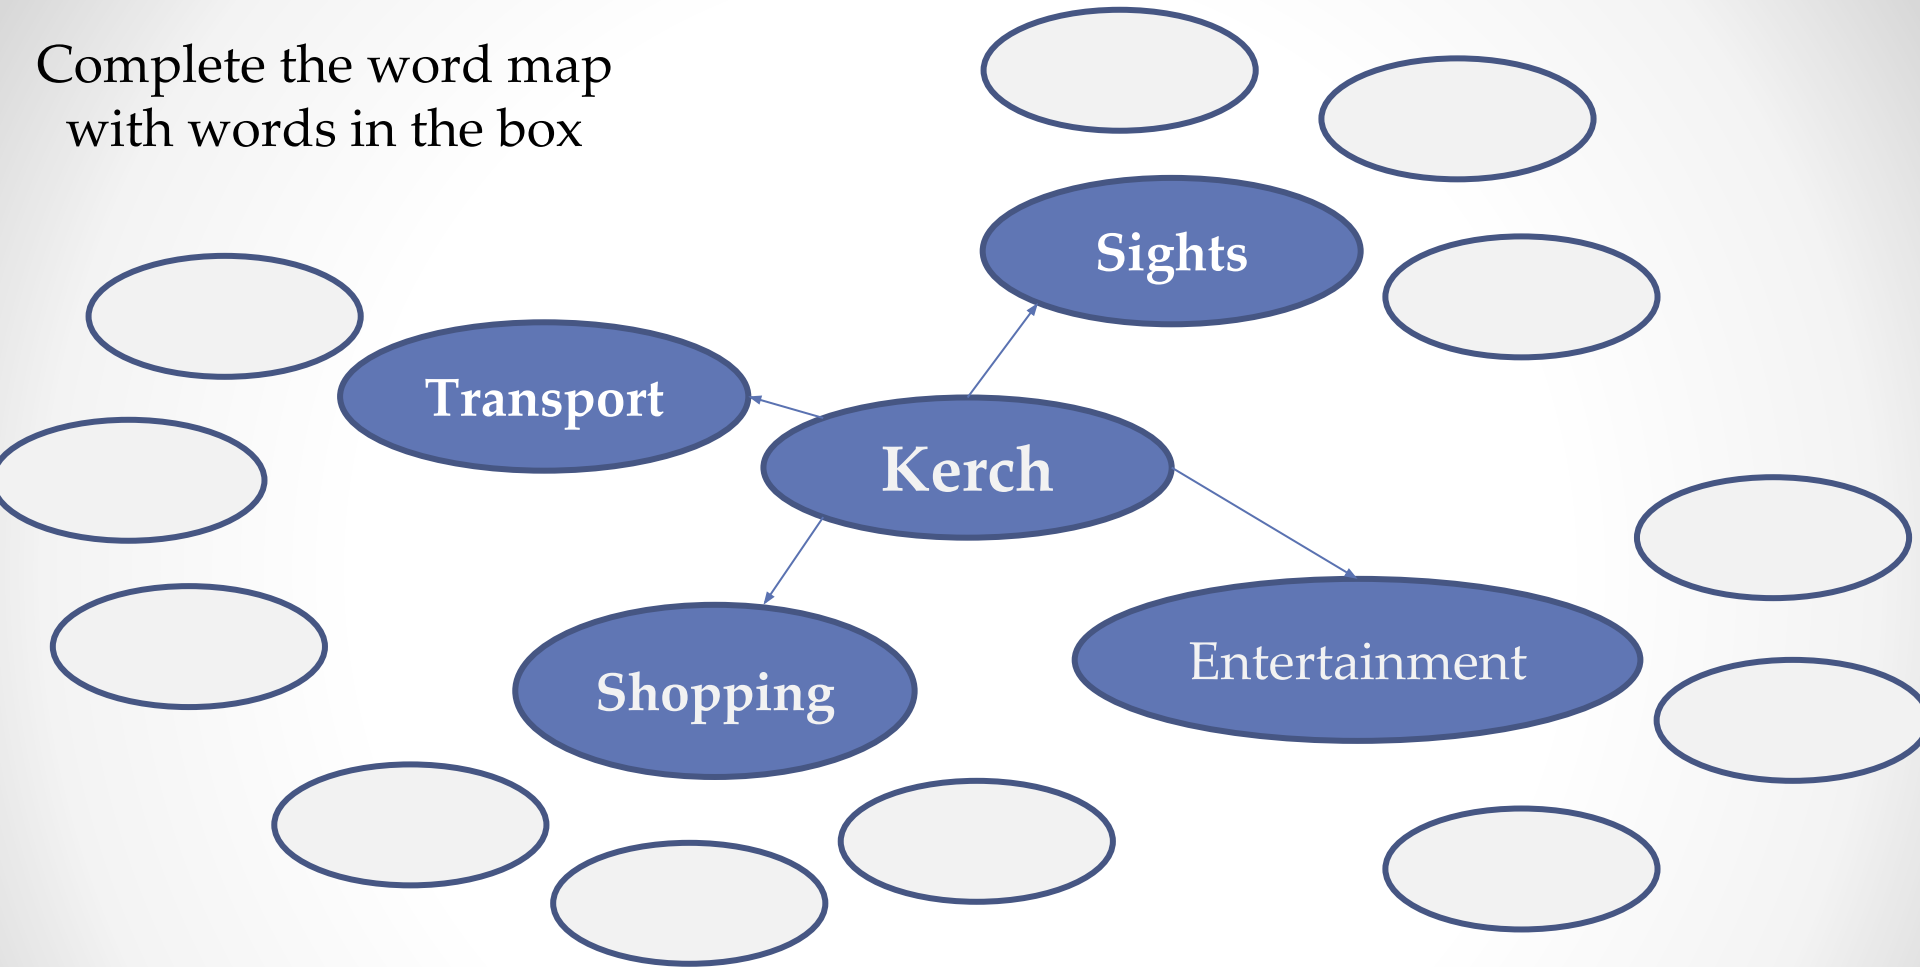 Complete the word map
with words in the box
Sights
Transport
Kerch
Entertainment
Shopping